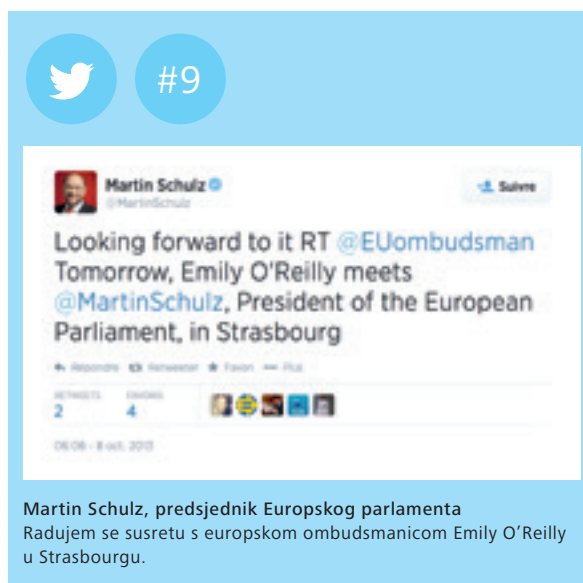 #9
Martin Schulz
@MartinSchulz
Suivre
Looking forward to it RT @EUombudsman
Tomorrow, Emily O'Reilly meets
@MartinSchulz, President of the European
Parliament, in Strasbourg
Répondre Retweeter Favori Plus
RETWEETS FAVORIS
2 4
06:06 - 8 oct. 2013
Martin Schulz, predsjednik Europskog parlamenta
Radujem se susretu s europskom ombudsmanicom Emily O’Reilly
u Strasbourgu.